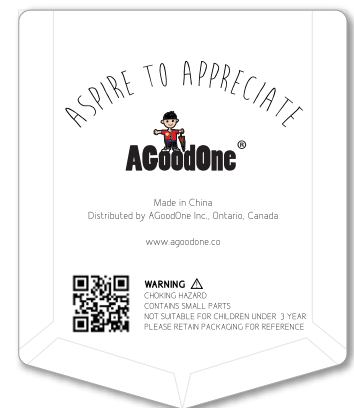 ASPIRE TO APPRECIATE
AGoodOne®
Made in China
Distributed by AGoodOne Inc., Ontario, Canada
www.agoodone.co
WARNING ⚠
CHOKING HAZARD
CONTAINS SMALL PARTS
NOT SUITABLE FOR CHILDREN UNDER 3 YEAR
PLEASE RETAIN PACKAGING FOR REFERENCE